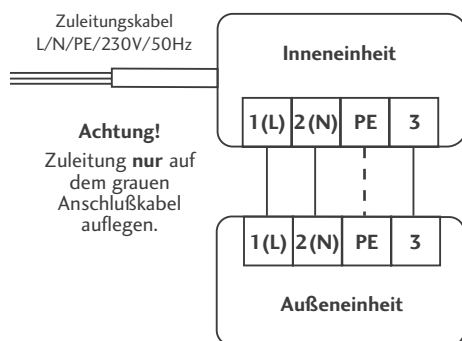 Zuleitungskabel
L/N/PE/230V/50Hz
Inneneinheit
1(L) 2(N) PE 3
Achtung!
Zuleitung nur auf
dem grauen
Anschlußkabel
auflegen.
1(L) 2(N) PE 3
Außeneinheit